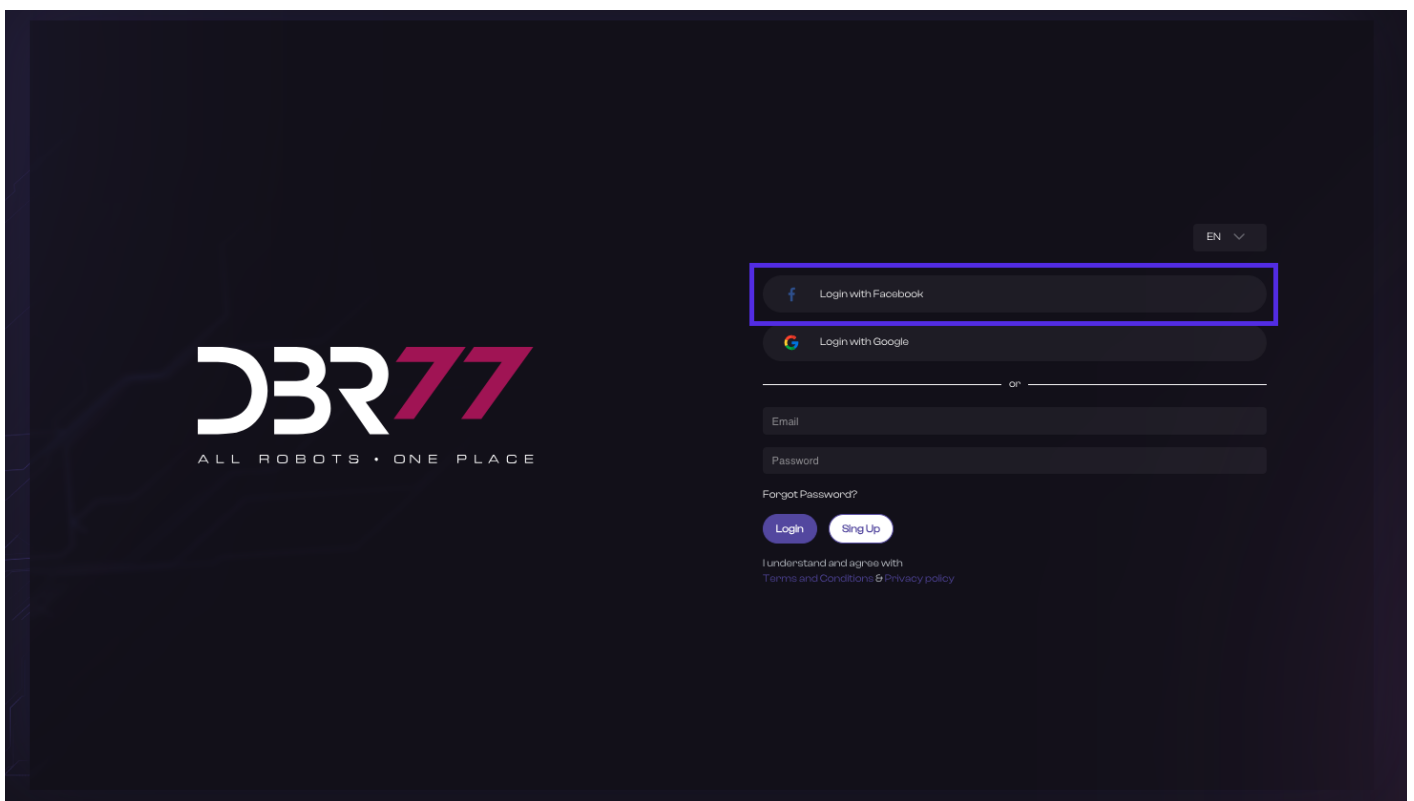 DBR77
ALL ROBOTS • ONE PLACE
EN
Login with Facebook
Login with Google
or
Email
Password
Forgot Password?
Login
Sing Up
I understand and agree with
Terms and Conditions & Privacy policy